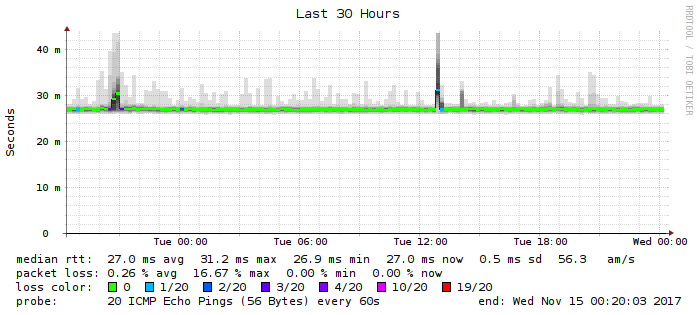 Last 30 Hours
RRDTOOL / TOBI OETIKER
Seconds
40 m
30 m
20 m
10 m
0
Tue 00:00 Tue 06:00 Tue 12:00 Tue 18:00 Wed 00:00
median rtt: 27.0 ms avg 31.2 ms max 26.9 ms min 27.0 ms now 0.5 ms sd 56.3 am/s
packet loss: 0.26 % avg 16.67 % max 0.00 % min 0.00 % now
loss color: 0 1/20 2/20 3/20 4/20 10/20 19/20
probe: 20 ICMP Echo Pings (56 Bytes) every 60s end: Wed Nov 15 00:20:03 2017